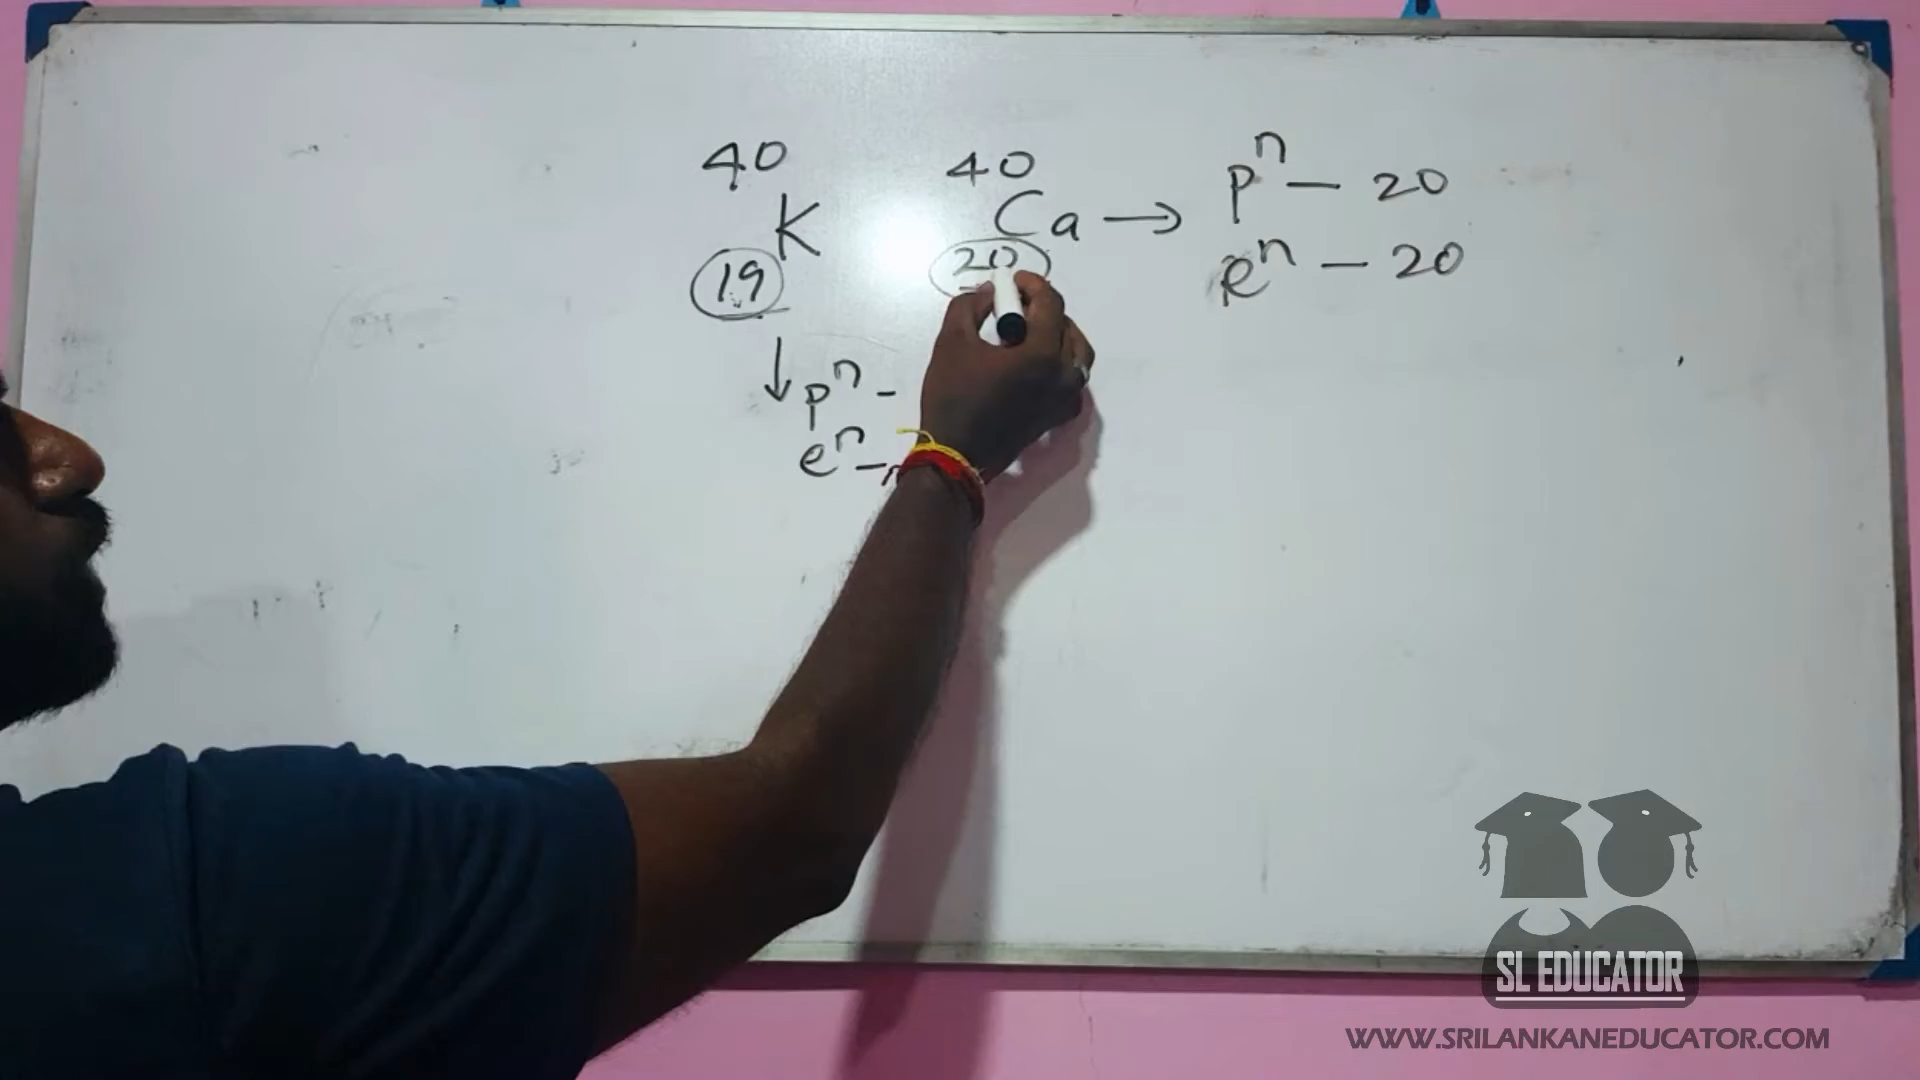 40 40 pⁿ — 20
K Ca →
19 20 eⁿ — 20
↓ pⁿ -
eⁿ -
SL EDUCATOR
WWW.SRILANKANEDUCATOR.COM